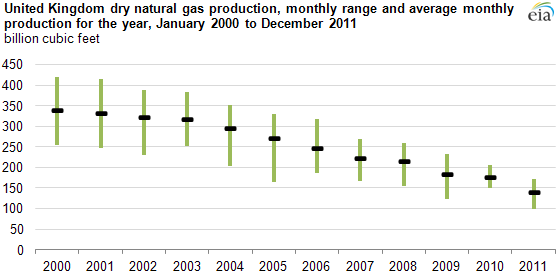 United Kingdom dry natural gas production, monthly range and average monthly
production for the year, January 2000 to December 2011
billion cubic feet
eia
450
400
350
300
250
200
150
100
50
0
2000 2001 2002 2003 2004 2005 2006 2007 2008 2009 2010 2011